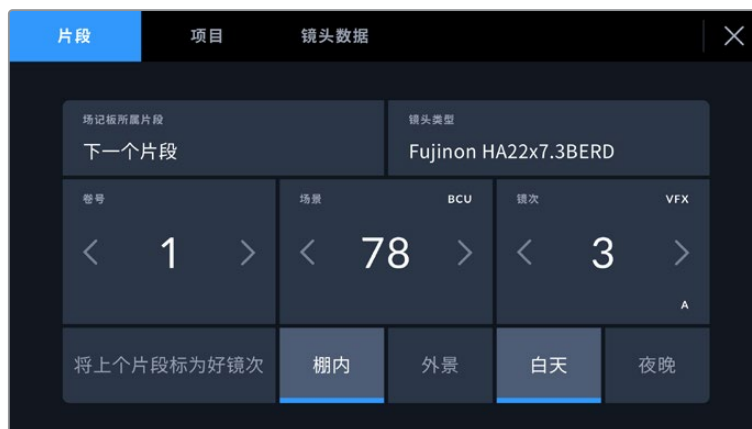 片段 项目 镜头数据
场记板所属片段 镜头类型
下一个片段 Fujinon HA22x7.3BERD
卷号 场景 BCU 镜次 VFX
1 78 3
A
将上个片段标为好镜次 棚内 外景 白天 夜晚